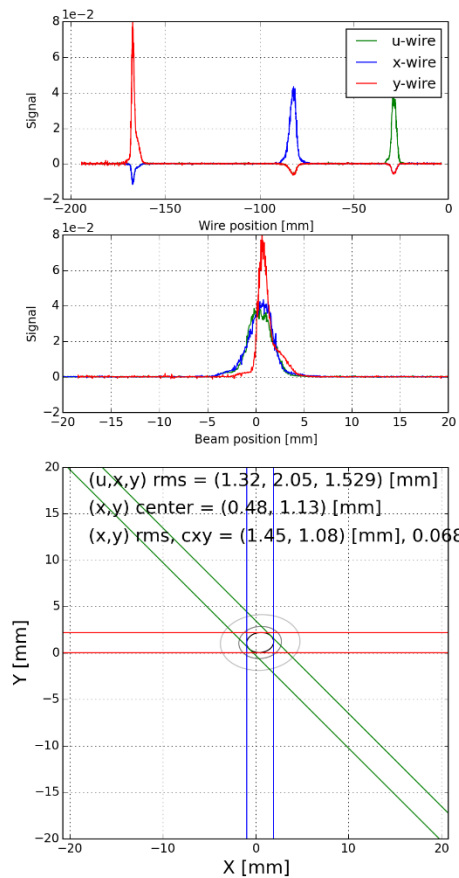 8 1e−2
6
4
2
0
−2
Signal
u-wire
x-wire
y-wire
−200 −150 −100 −50 0
Wire position [mm]
8 1e−2
6
4
2
0
−2
Signal
−20 −15 −10 −5 0 5 10 15 20
Beam position [mm]
20
15
10
5
0
−5
−10
−15
−20
Y [mm]
(u,x,y) rms = (1.32, 2.05, 1.529) [mm]
(x,y) center = (0.48, 1.13) [mm]
(x,y) rms, cxy = (1.45, 1.08) [mm], 0.068
−20 −10 0 10 20
X [mm]